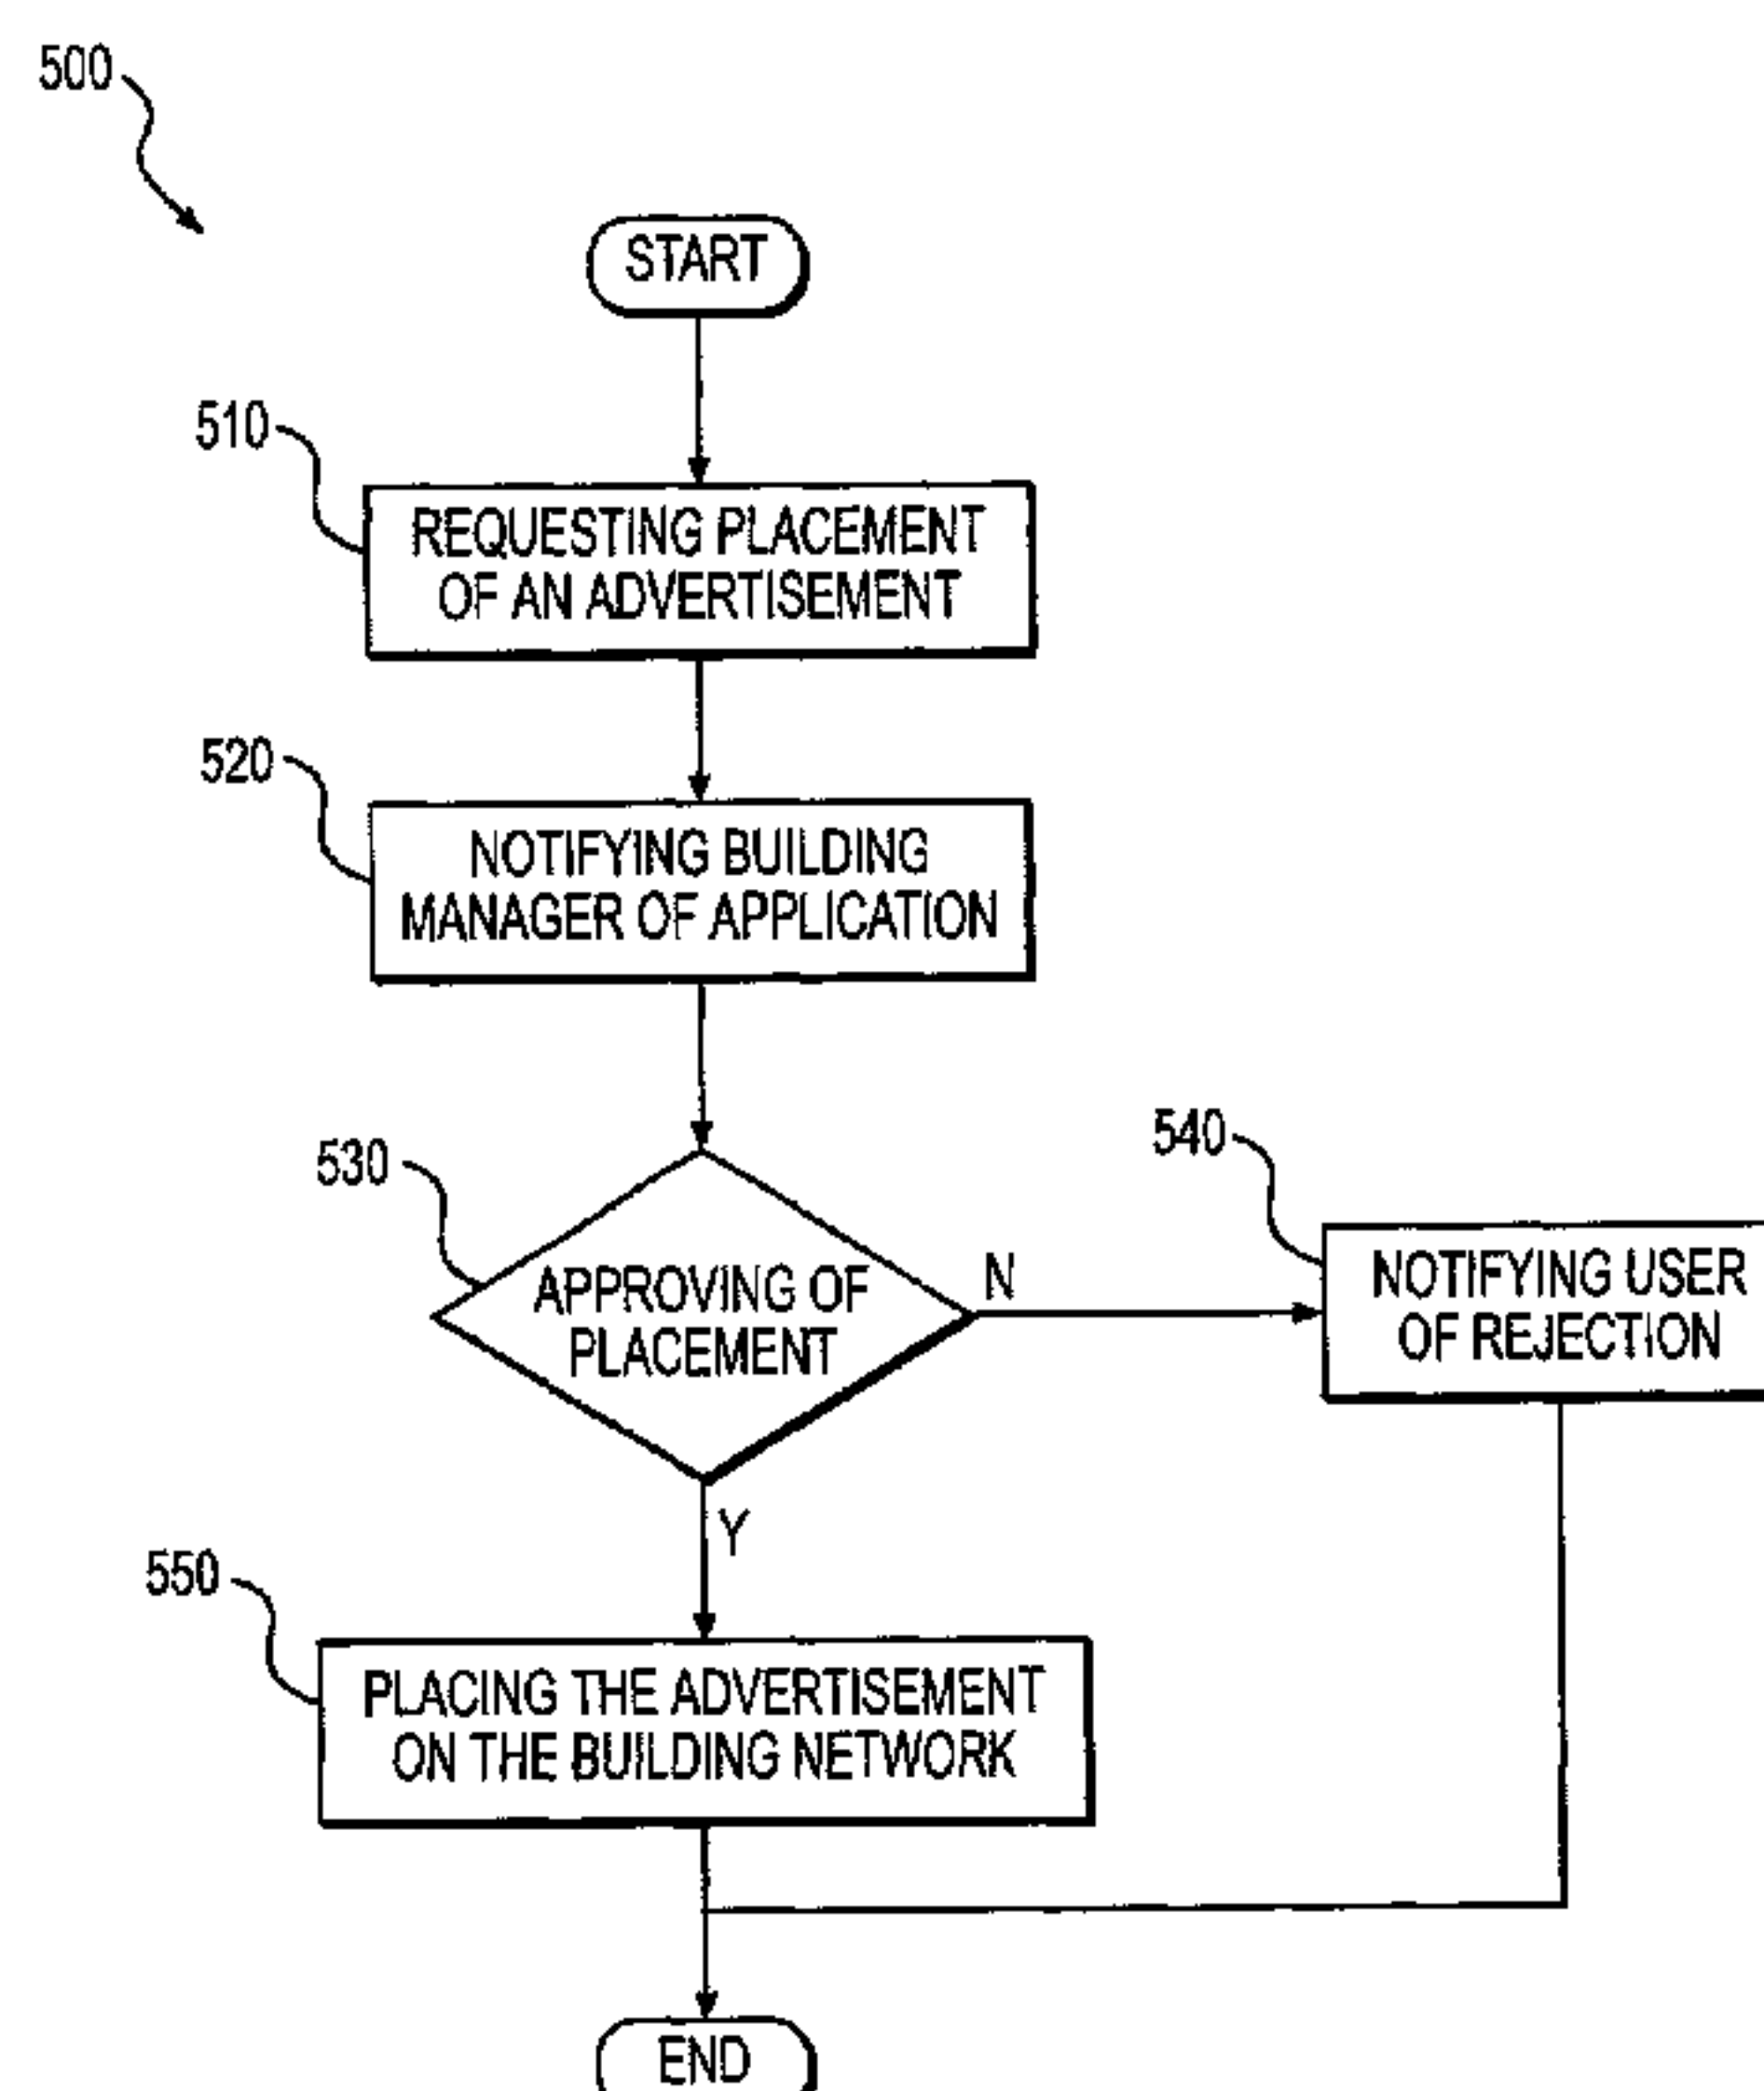 500
START
510
REQUESTING PLACEMENT
OF AN ADVERTISEMENT
520
NOTIFYING BUILDING
MANAGER OF APPLICATION
530
APPROVING OF
PLACEMENT
N
540
NOTIFYING USER
OF REJECTION
Y
550
PLACING THE ADVERTISEMENT
ON THE BUILDING NETWORK
END